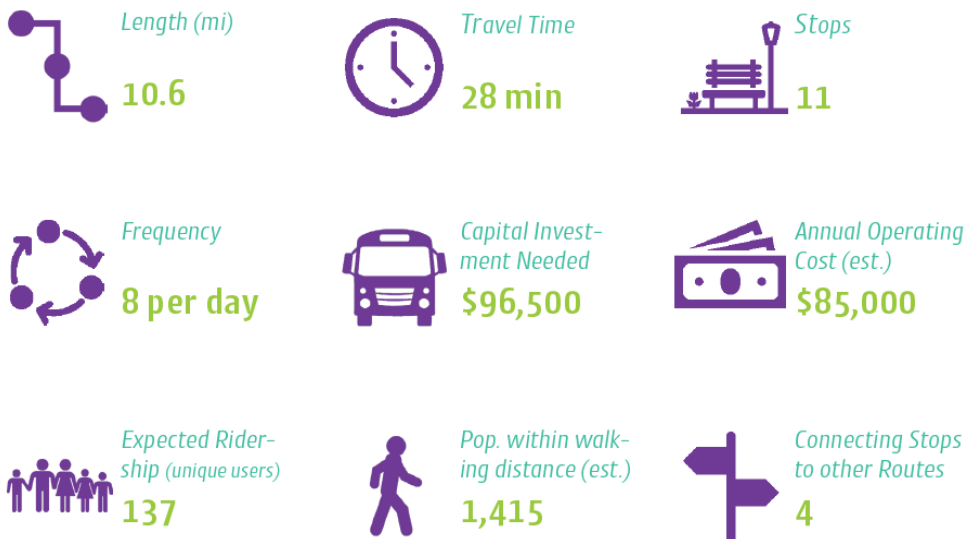 Length (mi)
10.6
Travel Time
28 min
Stops
11
Frequency
8 per day
Capital Invest-
ment Needed
$96,500
Annual Operating
Cost (est.)
$85,000
Expected Rider-
ship (unique users)
137
Pop. within walk-
ing distance (est.)
1,415
Connecting Stops
to other Routes
4